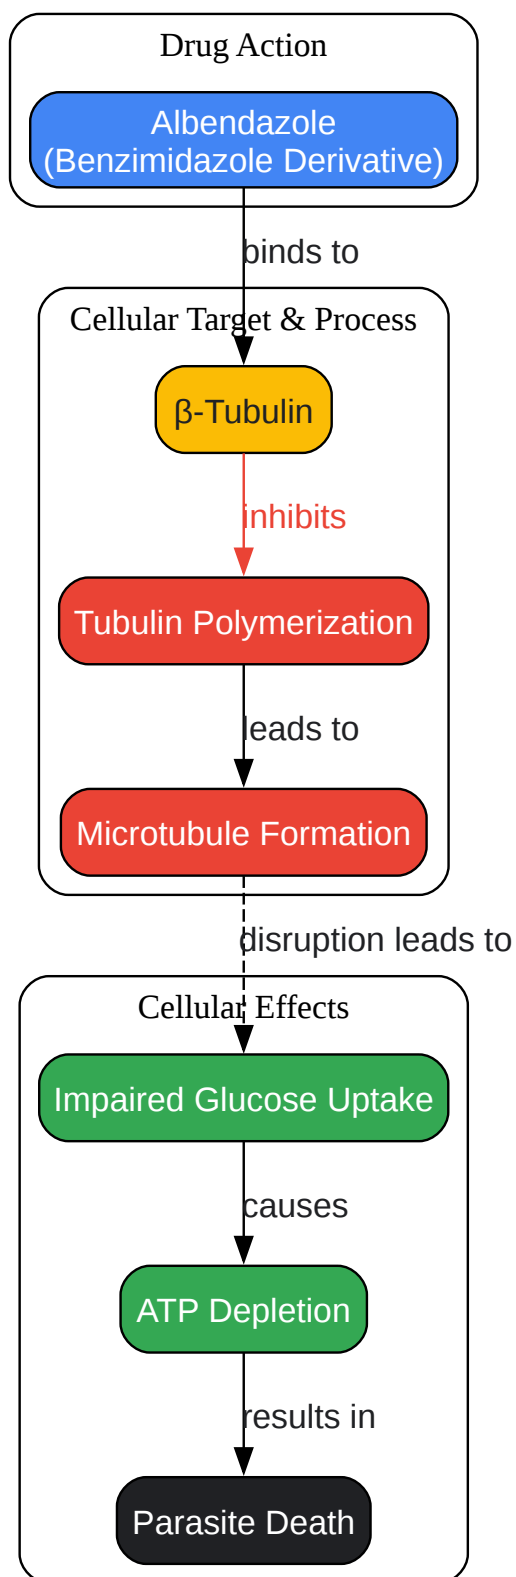 Drug Action
Albendazole
(Benzimidazole Derivative)
binds to
Cellular Target & Process
β-Tubulin
inhibits
Tubulin Polymerization
leads to
Microtubule Formation
disruption leads to
Cellular Effects
Impaired Glucose Uptake
causes
ATP Depletion
results in
Parasite Death